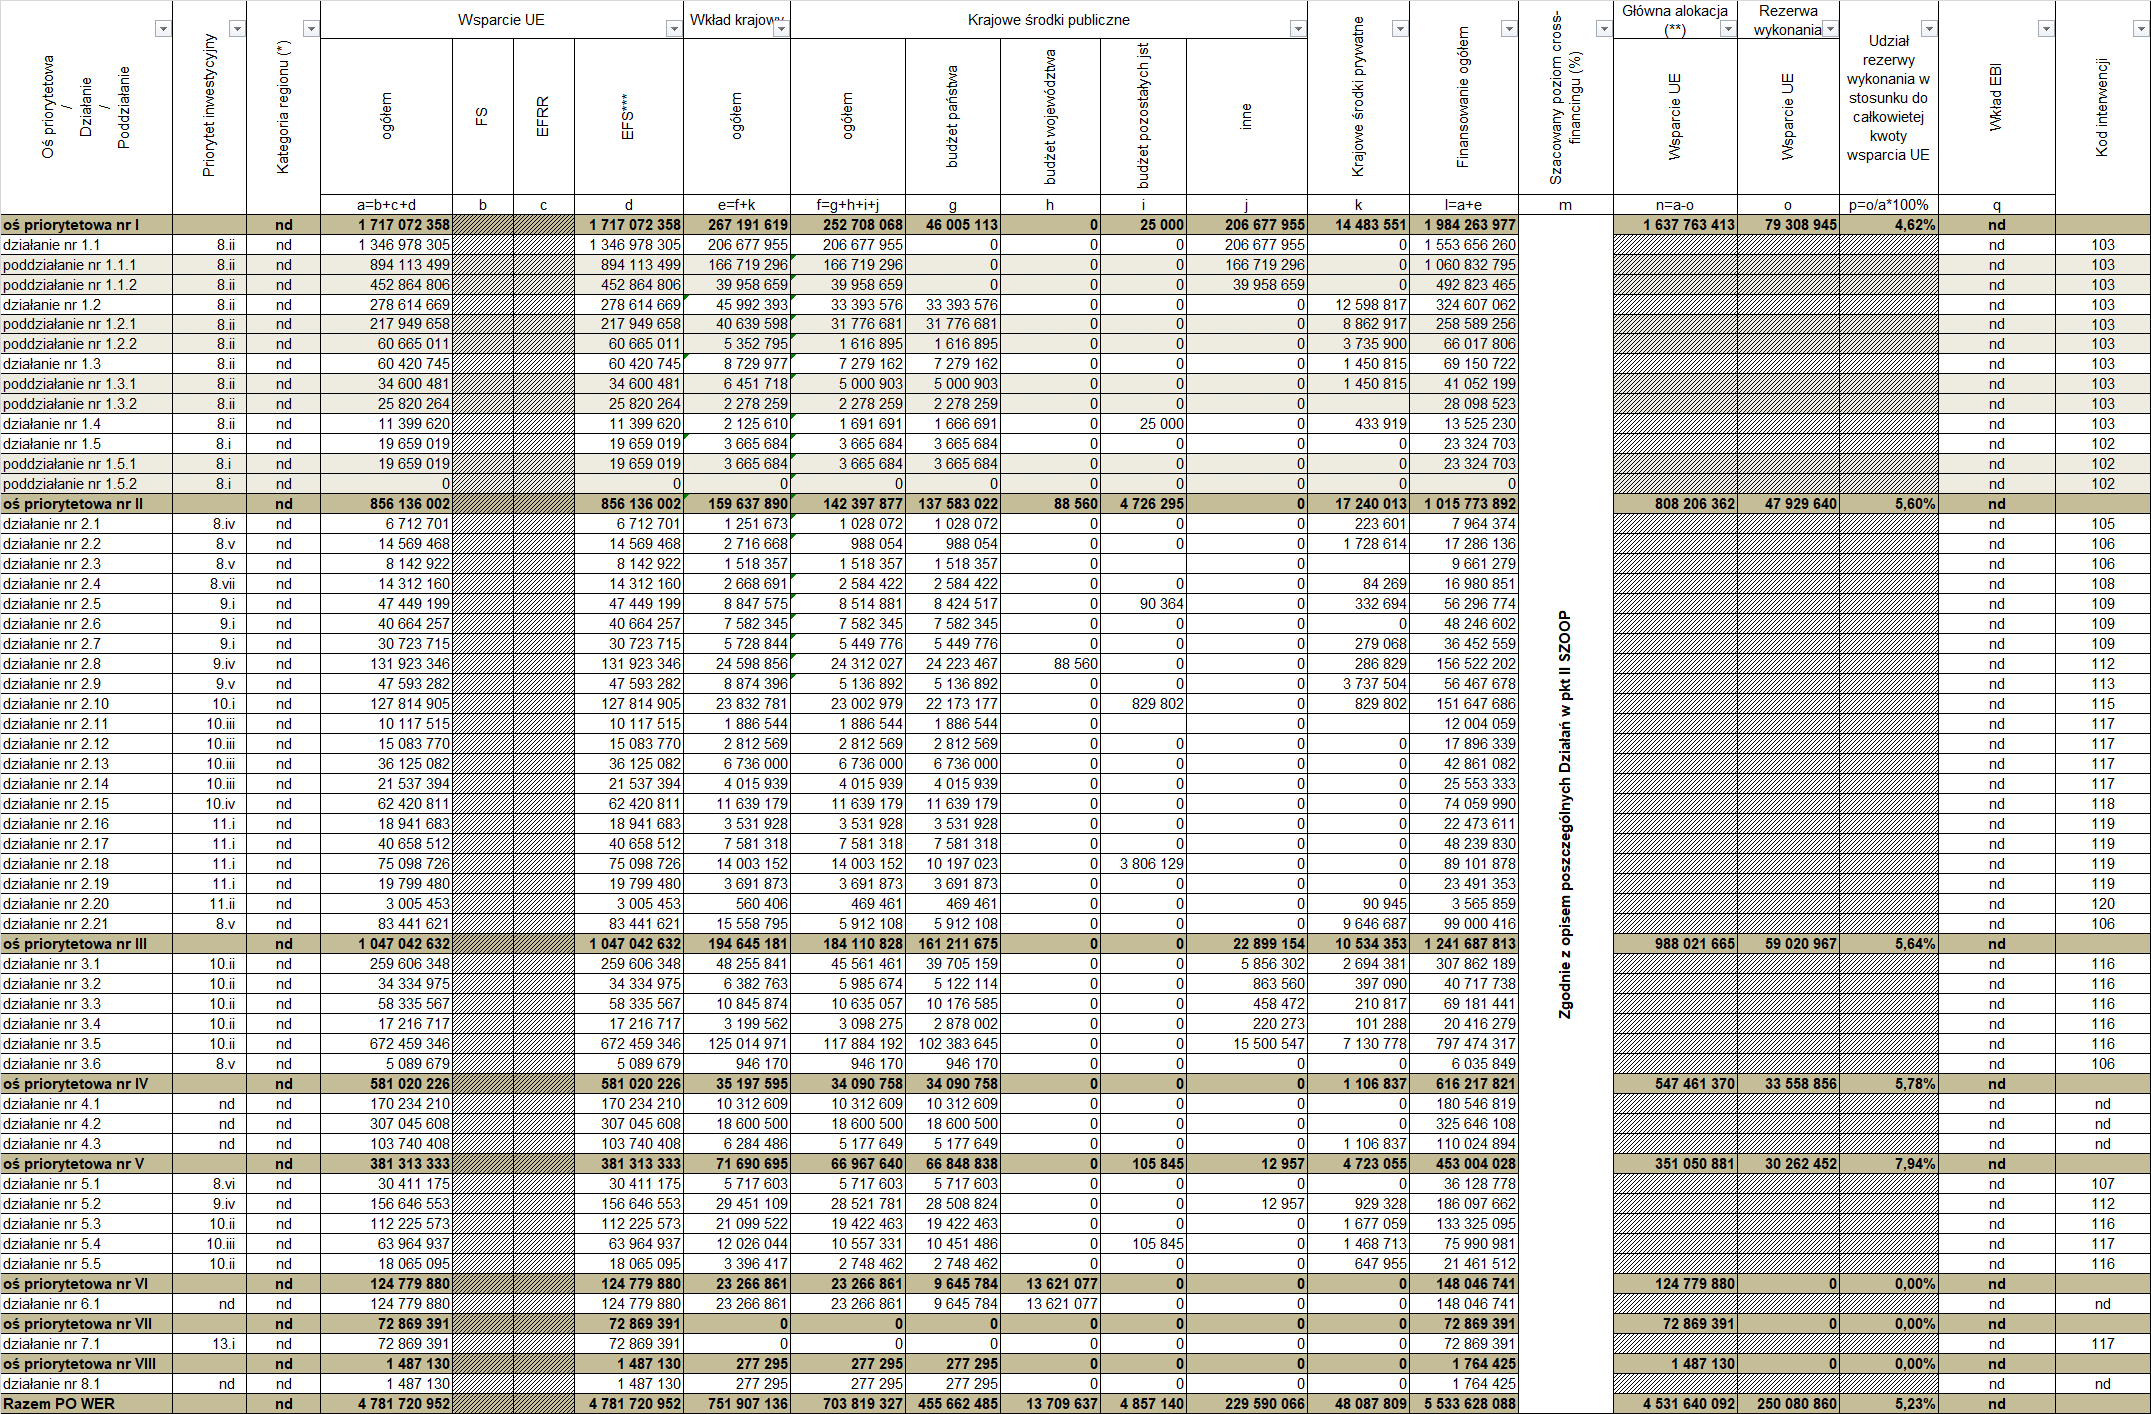 Oś priorytetowa / Działanie / Poddziałanie Priorytet inwestycyjny Kategoria regionu (*) Wsparcie UE Wkład krajowy Krajowe środki publiczne Krajowe środki prywatne Finansowanie ogółem Szacowany poziom cross-financingu (%) Główna alokacja (**) Rezerwa wykonania Udział rezerwy wykonania w stosunku do całkowietej kwoty wsparcia UE Wkład EBI Kod interwencji
ogółem FS EFRR EFS*** ogółem ogółem budżet państwa budżet województwa budżet pozostałych jst inne Wsparcie UE Wsparcie UE
a=b+c+d b c d e=f+k f=g+h+i+j g h i j k l=a+e m n=a-o o p=o/a*100% q
oś priorytetowa nr I nd 1 717 072 358 1 717 072 358 267 191 619 252 708 068 46 005 113 0 25 000 206 677 955 14 483 551 1 984 263 977 1 637 763 413 79 308 945 4,62% nd
działanie nr 1.1 8.ii nd 1 346 978 305 1 346 978 305 206 677 955 206 677 955 0 0 0 206 677 955 0 1 553 656 260 nd 103
poddziałanie nr 1.1.1 8.ii nd 894 113 499 894 113 499 166 719 296 166 719 296 0 0 0 166 719 296 0 1 060 832 795 nd 103
poddziałanie nr 1.1.2 8.ii nd 452 864 806 452 864 806 39 958 659 39 958 659 0 0 0 39 958 659 0 492 823 465 nd 103
działanie nr 1.2 8.ii nd 278 614 669 278 614 669 45 992 393 33 393 576 33 393 576 0 0 0 12 598 817 324 607 062 nd 103
poddziałanie nr 1.2.1 8.ii nd 217 949 658 217 949 658 40 639 598 31 776 681 31 776 681 0 0 0 8 862 917 258 589 256 nd 103
poddziałanie nr 1.2.2 8.ii nd 60 665 011 60 665 011 5 352 795 1 616 895 1 616 895 0 0 0 3 735 900 66 017 806 nd 103
działanie nr 1.3 8.ii nd 60 420 745 60 420 745 8 729 977 7 279 162 7 279 162 0 0 0 1 450 815 69 150 722 nd 103
poddziałanie nr 1.3.1 8.ii nd 34 600 481 34 600 481 6 451 718 5 000 903 5 000 903 0 0 0 1 450 815 41 052 199 nd 103
poddziałanie nr 1.3.2 8.ii nd 25 820 264 25 820 264 2 278 259 2 278 259 2 278 259 0 0 0 28 098 523 nd 103
działanie nr 1.4 8.ii nd 11 399 620 11 399 620 2 125 610 1 691 691 1 666 691 0 25 000 0 433 919 13 525 230 nd 103
działanie nr 1.5 8.i nd 19 659 019 19 659 019 3 665 684 3 665 684 3 665 684 0 0 0 0 23 324 703 nd 102
poddziałanie nr 1.5.1 8.i nd 19 659 019 19 659 019 3 665 684 3 665 684 3 665 684 0 0 0 0 23 324 703 nd 102
poddziałanie nr 1.5.2 8.i nd 0 0 0 0 0 0 0 0 0 0 nd 102
oś priorytetowa nr II nd 856 136 002 856 136 002 159 637 890 142 397 877 137 583 022 88 560 4 726 295 0 17 240 013 1 015 773 892 808 206 362 47 929 640 5,60% nd
działanie nr 2.1 8.iv nd 6 712 701 6 712 701 1 251 673 1 028 072 1 028 072 0 0 0 223 601 7 964 374 nd 105
działanie nr 2.2 8.v nd 14 569 468 14 569 468 2 716 668 988 054 988 054 0 0 0 1 728 614 17 286 136 nd 106
działanie nr 2.3 8.v nd 8 142 922 8 142 922 1 518 357 1 518 357 1 518 357 0 0 9 661 279 nd 106
działanie nr 2.4 8.vii nd 14 312 160 14 312 160 2 668 691 2 584 422 2 584 422 0 0 0 84 269 16 980 851 nd 108
działanie nr 2.5 9.i nd 47 449 199 47 449 199 8 847 575 8 514 881 8 424 517 0 90 364 0 332 694 56 296 774 nd 109
działanie nr 2.6 9.i nd 40 664 257 40 664 257 7 582 345 7 582 345 7 582 345 0 0 0 0 48 246 602 nd 109
działanie nr 2.7 9.i nd 30 723 715 30 723 715 5 728 844 5 449 776 5 449 776 0 0 0 279 068 36 452 559 nd 109
działanie nr 2.8 9.iv nd 131 923 346 131 923 346 24 598 856 24 312 027 24 223 467 88 560 0 0 286 829 156 522 202 nd 112
działanie nr 2.9 9.v nd 47 593 282 47 593 282 8 874 396 5 136 892 5 136 892 0 0 0 3 737 504 56 467 678 nd 113
działanie nr 2.10 10.i nd 127 814 905 127 814 905 23 832 781 23 002 979 22 173 177 0 829 802 0 829 802 151 647 686 nd 115
działanie nr 2.11 10.iii nd 10 117 515 10 117 515 1 886 544 1 886 544 1 886 544 0 0 12 004 059 nd 117
działanie nr 2.12 10.iii nd 15 083 770 15 083 770 2 812 569 2 812 569 2 812 569 0 0 0 0 17 896 339 nd 117
działanie nr 2.13 10.iii nd 36 125 082 36 125 082 6 736 000 6 736 000 6 736 000 0 0 0 0 42 861 082 nd 117
działanie nr 2.14 10.iii nd 21 537 394 21 537 394 4 015 939 4 015 939 4 015 939 0 0 0 0 25 553 333 nd 117
działanie nr 2.15 10.iv nd 62 420 811 62 420 811 11 639 179 11 639 179 11 639 179 0 0 0 0 74 059 990 nd 118
działanie nr 2.16 11.i nd 18 941 683 18 941 683 3 531 928 3 531 928 3 531 928 0 0 0 0 22 473 611 nd 119
działanie nr 2.17 11.i nd 40 658 512 40 658 512 7 581 318 7 581 318 7 581 318 0 0 0 0 48 239 830 nd 119
działanie nr 2.18 11.i nd 75 098 726 75 098 726 14 003 152 14 003 152 10 197 023 0 3 806 129 0 0 89 101 878 nd 119
działanie nr 2.19 11.i nd 19 799 480 19 799 480 3 691 873 3 691 873 3 691 873 0 0 0 0 23 491 353 nd 119
działanie nr 2.20 11.ii nd 3 005 453 3 005 453 560 406 469 461 469 461 0 0 0 90 945 3 565 859 nd 120
działanie nr 2.21 8.v nd 83 441 621 83 441 621 15 558 795 5 912 108 5 912 108 0 0 0 9 646 687 99 000 416 nd 106
oś priorytetowa nr III nd 1 047 042 632 1 047 042 632 194 645 181 184 110 828 161 211 675 0 0 22 899 154 10 534 353 1 241 687 813 988 021 665 59 020 967 5,64% nd
działanie nr 3.1 10.ii nd 259 606 348 259 606 348 48 255 841 45 561 461 39 705 159 0 0 5 856 302 2 694 381 307 862 189 nd 116
działanie nr 3.2 10.ii nd 34 334 975 34 334 975 6 382 763 5 985 674 5 122 114 0 0 863 560 397 090 40 717 738 nd 116
działanie nr 3.3 10.ii nd 58 335 567 58 335 567 10 845 874 10 635 057 10 176 585 0 0 458 472 210 817 69 181 441 nd 116
działanie nr 3.4 10.ii nd 17 216 717 17 216 717 3 199 562 3 098 275 2 878 002 0 0 220 273 101 288 20 416 279 nd 116
działanie nr 3.5 10.ii nd 672 459 346 672 459 346 125 014 971 117 884 192 102 383 645 0 0 15 500 547 7 130 778 797 474 317 nd 116
działanie nr 3.6 8.v nd 5 089 679 5 089 679 946 170 946 170 946 170 0 0 0 0 6 035 849 nd 106
oś priorytetowa nr IV nd 581 020 226 581 020 226 35 197 595 34 090 758 34 090 758 0 0 0 1 106 837 616 217 821 547 461 370 33 558 856 5,78% nd
działanie nr 4.1 nd nd 170 234 210 170 234 210 10 312 609 10 312 609 10 312 609 0 0 0 0 180 546 819 nd nd
działanie nr 4.2 nd nd 307 045 608 307 045 608 18 600 500 18 600 500 18 600 500 0 0 0 0 325 646 108 nd nd
działanie nr 4.3 nd nd 103 740 408 103 740 408 6 284 486 5 177 649 5 177 649 0 0 0 1 106 837 110 024 894 nd nd
oś priorytetowa nr V nd 381 313 333 381 313 333 71 690 695 66 967 640 66 848 838 0 105 845 12 957 4 723 055 453 004 028 351 050 881 30 262 452 7,94% nd
działanie nr 5.1 8.vi nd 30 411 175 30 411 175 5 717 603 5 717 603 5 717 603 0 0 0 0 36 128 778 nd 107
działanie nr 5.2 9.iv nd 156 646 553 156 646 553 29 451 109 28 521 781 28 508 824 0 0 12 957 929 328 186 097 662 nd 112
działanie nr 5.3 10.ii nd 112 225 573 112 225 573 21 099 522 19 422 463 19 422 463 0 0 0 1 677 059 133 325 095 nd 116
działanie nr 5.4 10.iii nd 63 964 937 63 964 937 12 026 044 10 557 331 10 451 486 0 105 845 0 1 468 713 75 990 981 nd 117
działanie nr 5.5 10.ii nd 18 065 095 18 065 095 3 396 417 2 748 462 2 748 462 0 0 0 647 955 21 461 512 nd 116
oś priorytetowa nr VI nd 124 779 880 124 779 880 23 266 861 23 266 861 9 645 784 13 621 077 0 0 0 148 046 741 124 779 880 0 0,00% nd
działanie nr 6.1 nd nd 124 779 880 124 779 880 23 266 861 23 266 861 9 645 784 13 621 077 0 0 0 148 046 741 nd nd
oś priorytetowa nr VII nd 72 869 391 72 869 391 0 0 0 0 0 0 0 72 869 391 72 869 391 0 0,00% nd
działanie nr 7.1 13.i nd 72 869 391 72 869 391 0 0 0 0 0 0 0 72 869 391 nd 117
oś priorytetowa nr VIII nd 1 487 130 1 487 130 277 295 277 295 277 295 0 0 0 0 1 764 425 1 487 130 0 0,00% nd
działanie nr 8.1 nd nd 1 487 130 1 487 130 277 295 277 295 277 295 0 0 0 0 1 764 425 nd nd
Razem PO WER nd 4 781 720 952 4 781 720 952 751 907 136 703 819 327 455 662 485 13 709 637 4 857 140 229 590 066 48 087 809 5 533 628 088 4 531 640 092 250 080 860 5,23% nd
Zgodnie z opisem poszczególnych Działań w pkt II SZOOP